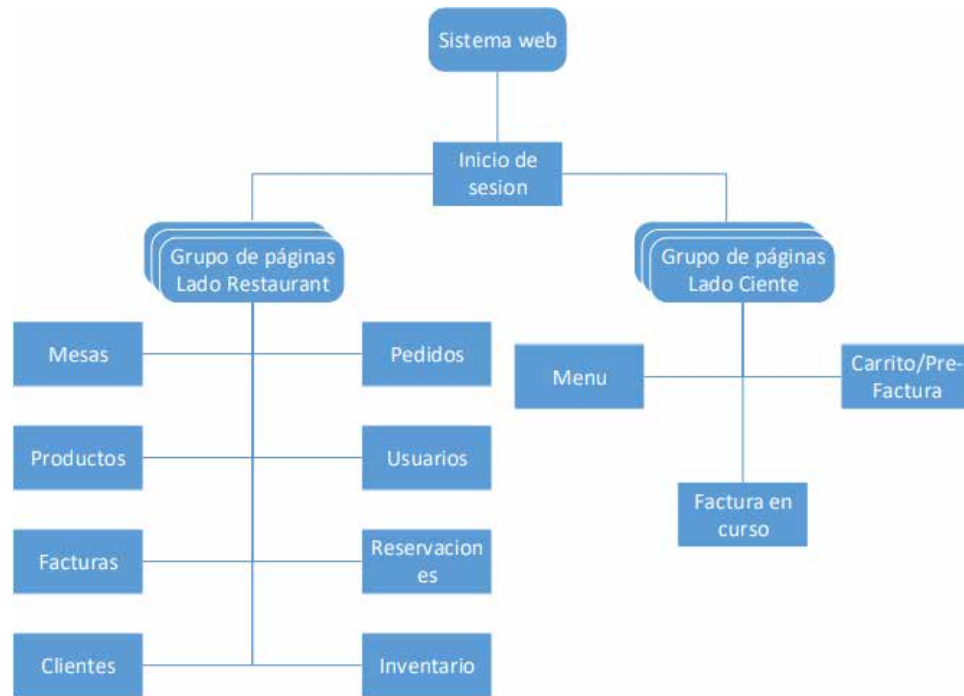 Sistema web
Inicio de
sesion
Grupo de páginas
Lado Restaurant
Grupo de páginas
Lado Ciente
Mesas
Pedidos
Menu
Carrito/Pre-
Factura
Productos
Usuarios
Factura en
curso
Facturas
Reservacion
es
Clientes
Inventario